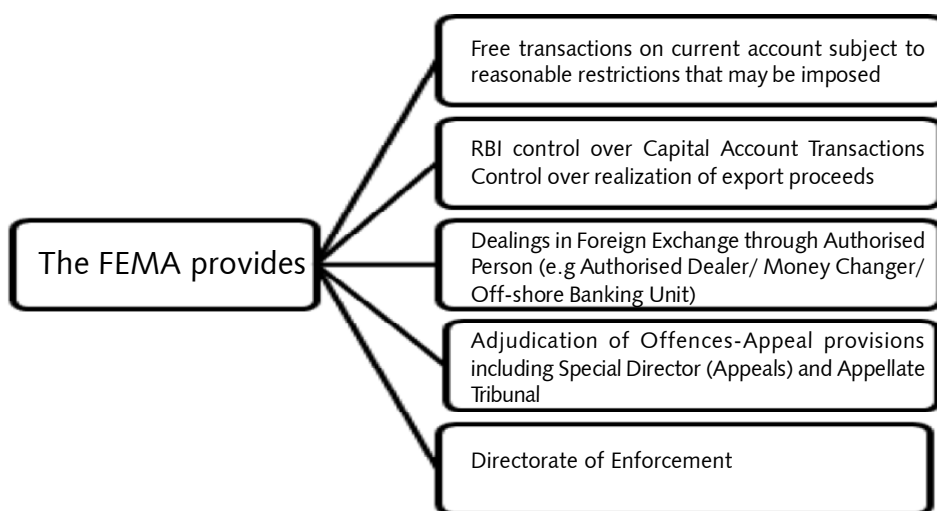 The FEMA provides
Free transactions on current account subject to
reasonable restrictions that may be imposed
RBI control over Capital Account Transactions
Control over realization of export proceeds
Dealings in Foreign Exchange through Authorised
Person (e.g Authorised Dealer/ Money Changer/
Off-shore Banking Unit)
Adjudication of Offences-Appeal provisions
including Special Director (Appeals) and Appellate
Tribunal
Directorate of Enforcement